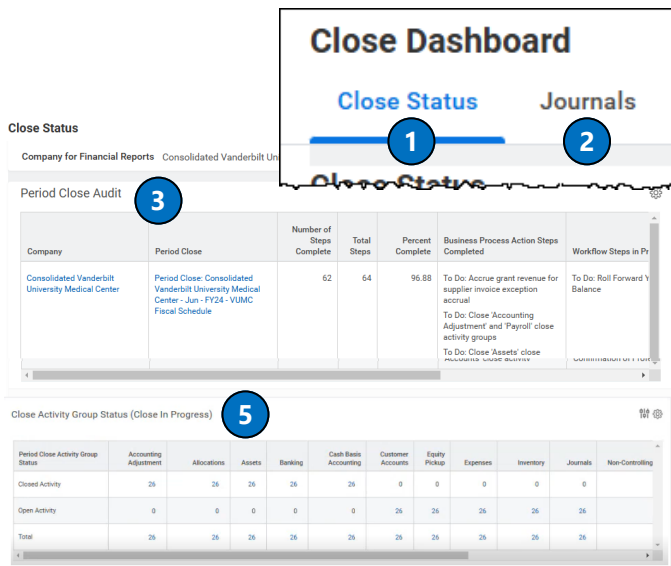 Close Dashboard
Close Status Journals
1 2
Close Status
Close Status
Company for Financial Reports Consolidated Vanderbilt Un
Period Close Audit 3
Company
Period Close
Number of
Steps
Complete
Total
Steps
Percent
Complete
Business Process Action Steps
Completed
Workflow Steps in Pr
Consolidated Vanderbilt
University Medical Center
Period Close: Consolidated
Vanderbilt University Medical
Center - Jun - FY24 - VUMC
Fiscal Schedule
62
64
96.88
To Do: Accrue grant revenue for
supplier invoice exception
accrual
To Do: Close 'Accounting
Adjustment' and 'Payroll' close
activity groups
To Do: Close 'Assets' close
To Do: Roll Forward Y
Balance
Close Activity Group Status (Close In Progress) 5
Period Close Activity Group
Status
Accounting
Adjustment
Allocations
Assets
Banking
Cash Basis
Accounting
Customer
Accounts
Equity
Pickup
Expenses
Inventory
Journals
Non-Controlling
Closed Activity 26 26 26 26 26 0 0 0 0 0
Open Activity 0 0 0 0 0 26 26 26 26 26
Total 26 26 26 26 26 26 26 26 26 26